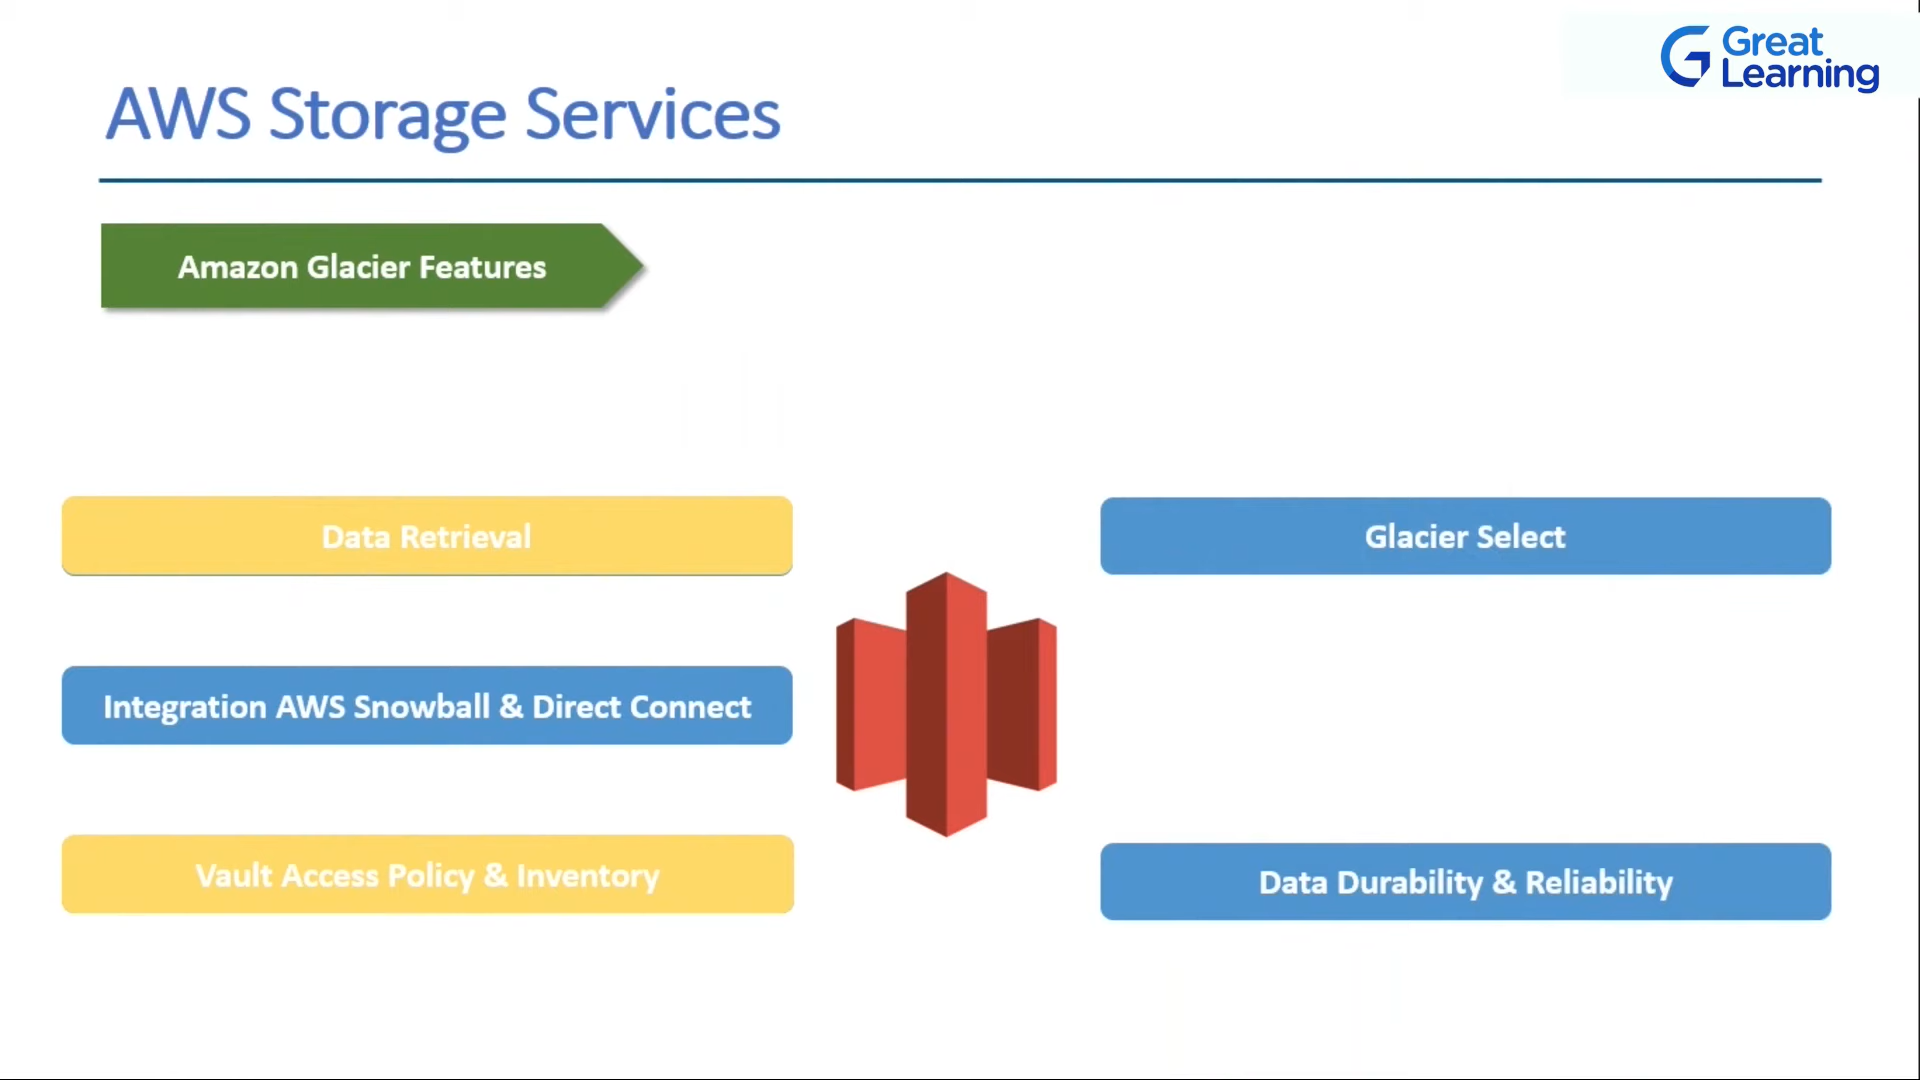 Great
Learning
AWS Storage Services
Amazon Glacier Features
Data Retrieval
Glacier Select
Integration AWS Snowball & Direct Connect
Vault Access Policy & Inventory
Data Durability & Reliability